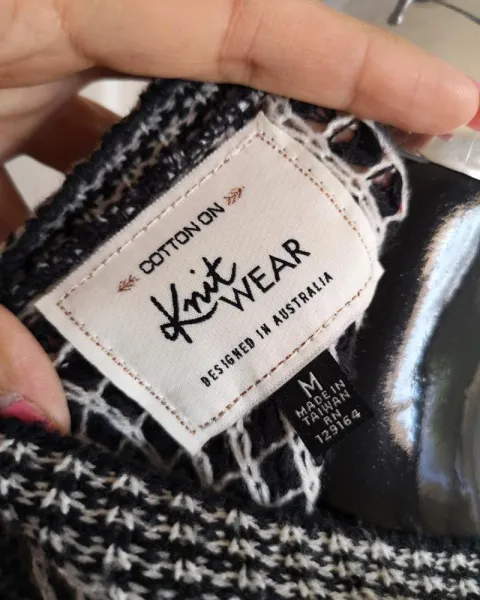 COTTON ON
Knit
WEAR
DESIGNED IN AUSTRALIA
M
MADE IN
TAIWAN
RN
129164